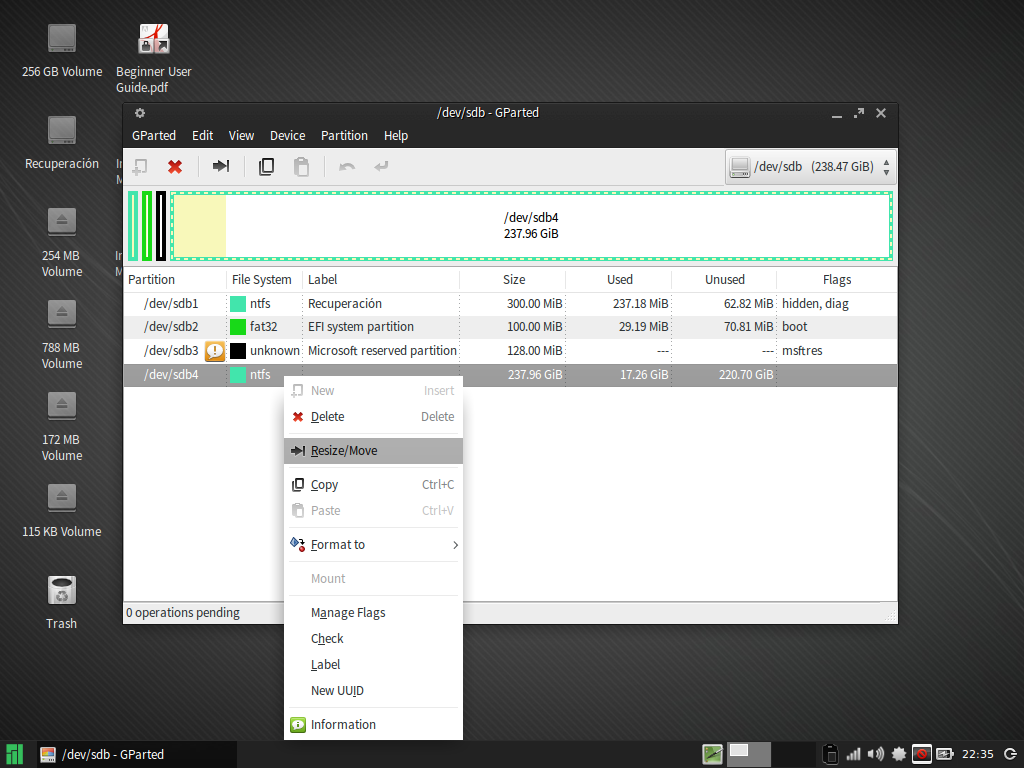 256 GB Volume
Beginner User
Guide.pdf
Recuperación
254 MB
Volume
788 MB
Volume
172 MB
Volume
115 KB Volume
Trash
/dev/sdb - GParted
GParted Edit View Device Partition Help
/dev/sdb (238.47 GiB)
/dev/sdb4
237.96 GiB
Partition File System Label Size Used Unused Flags
/dev/sdb1 ntfs Recuperación 300.00 MiB 237.18 MiB 62.82 MiB hidden, diag
/dev/sdb2 fat32 EFI system partition 100.00 MiB 29.19 MiB 70.81 MiB boot
/dev/sdb3 unknown Microsoft reserved partition 128.00 MiB --- --- msftres
/dev/sdb4 ntfs 237.96 GiB 17.26 GiB 220.70 GiB
New Insert
Delete Delete
Resize/Move
Copy Ctrl+C
Paste Ctrl+V
Format to
Mount
Manage Flags
Check
Label
New UUID
Information
0 operations pending
/dev/sdb - GParted
22:35